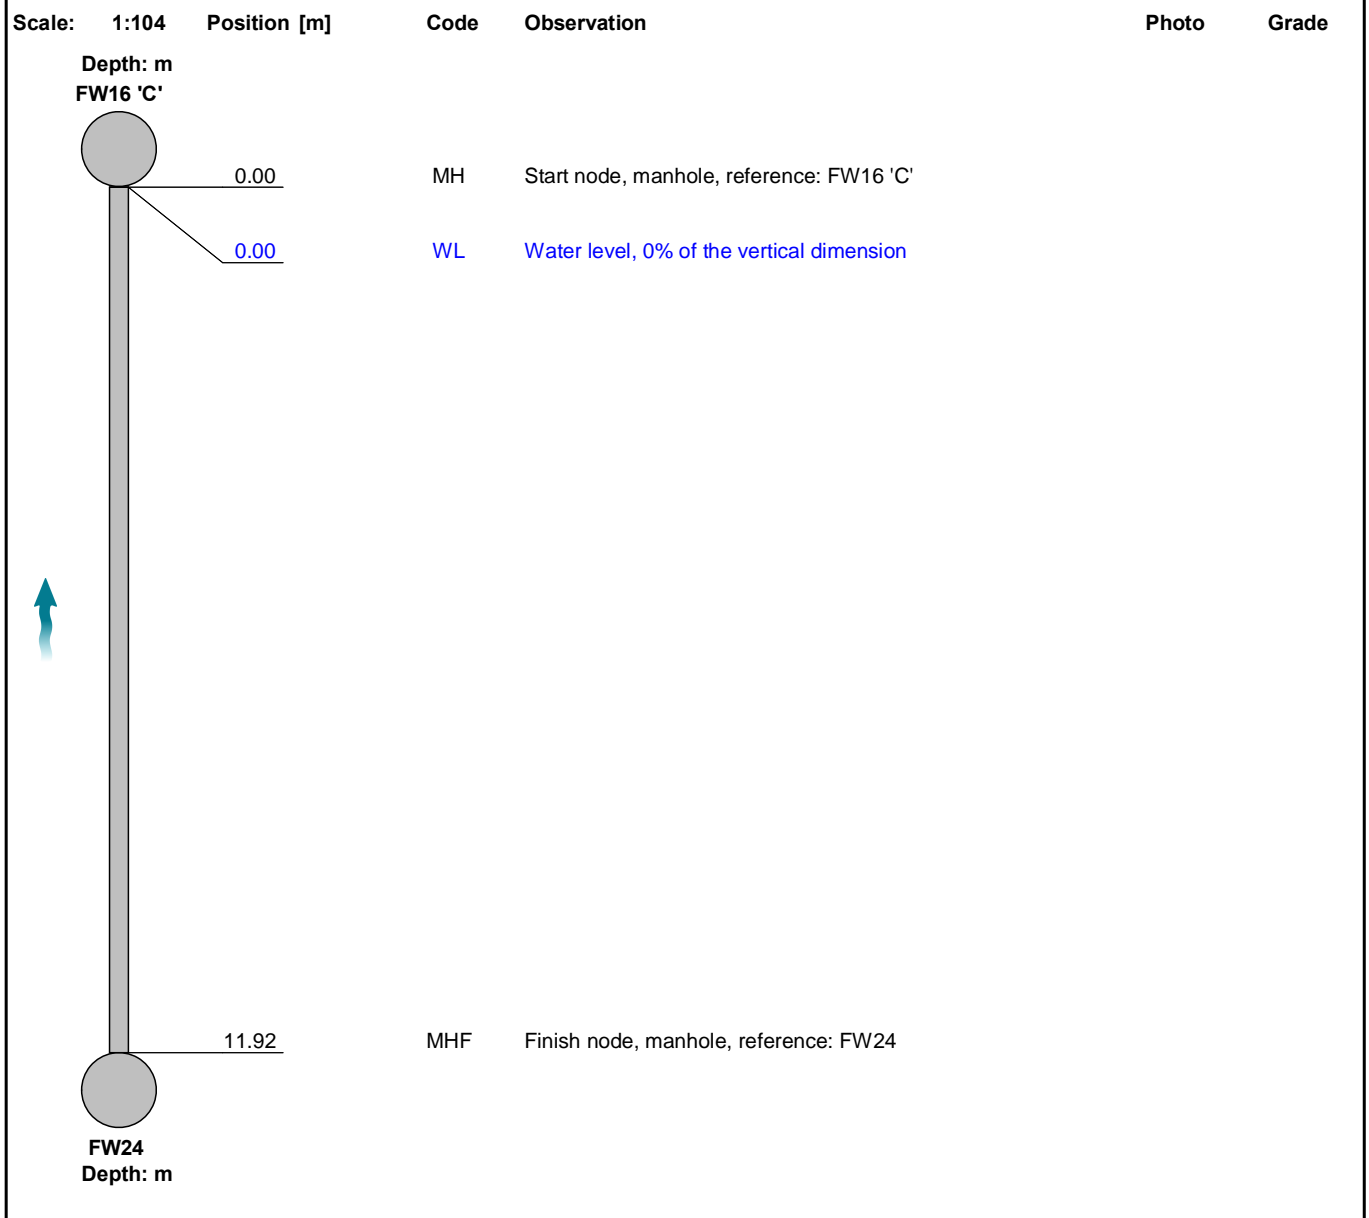 Scale: 1:104 Position [m] Code Observation Photo Grade
Depth: m
FW16 'C'
0.00 MH Start node, manhole, reference: FW16 'C'
0.00 WL Water level, 0% of the vertical dimension
11.92 MHF Finish node, manhole, reference: FW24
FW24
Depth: m